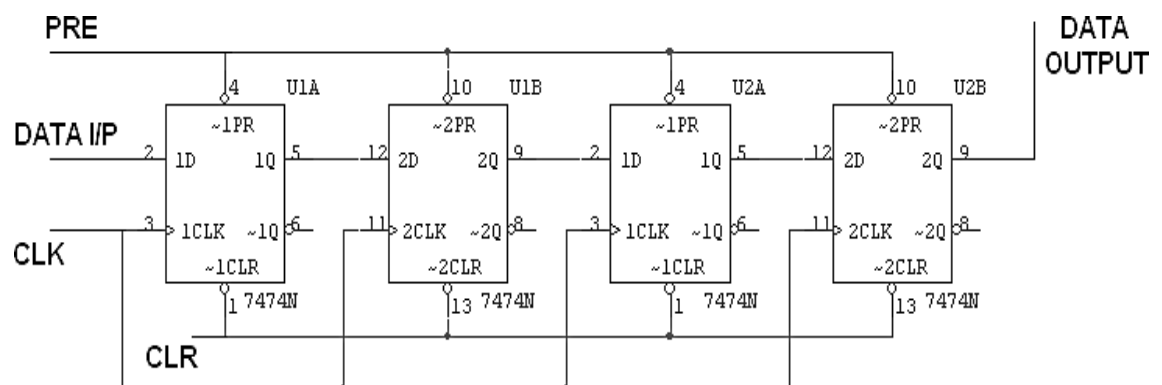 PRE
DATA
OUTPUT
4 U1A 10 U1B 4 U2A 10 U2B
~1PR ~2PR ~1PR ~2PR
DATA I/P
2 1D 1Q 5 12 2D 2Q 9 2 1D 1Q 5 12 2D 2Q 9
3 1CLK ~1Q 6 11 2CLK ~2Q 8 3 1CLK ~1Q 6 11 2CLK ~2Q 8
CLK
~1CLR ~2CLR ~1CLR ~2CLR
1 7474N 13 7474N 1 7474N 13 7474N
CLR